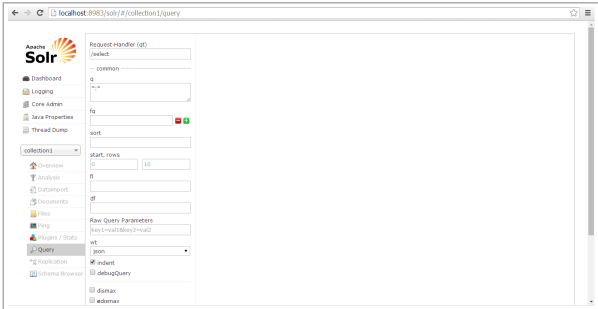 localhost:8983/solr/#/collection1/query
Apache
Solr
Dashboard
Logging
Core Admin
Java Properties
Thread Dump
collection1
Overview
Analysis
Dataimport
Documents
Files
Ping
Plugins / Stats
Query
Replication
Schema Browser
Request-Handler (qt)
/select
common
q
*:*
fq
sort
start, rows
0 10
fl
df
Raw Query Parameters
key1=val1&key2=val2
wt
json
indent
debugQuery
dismax
edismax